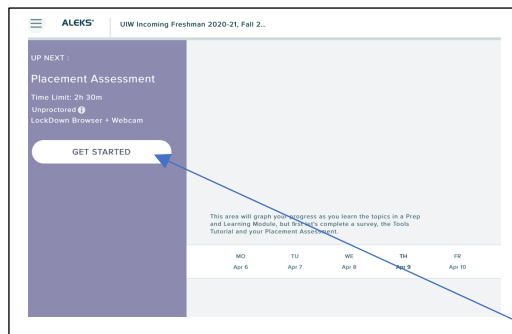 ALEKS® UIW Incoming Freshman 2020-21, Fall 2...
UP NEXT :
Placement Assessment
Time Limit: 2h 30m
Unproctored
LockDown Browser + Webcam
GET STARTED
This area will graph your progress as you learn the topics in a Prep
and Learning Module, but first let's complete a survey, the Tools
Tutorial and your Placement Assessment.
MO TU WE TH FR
Apr 6 Apr 7 Apr 8 Apr 9 Apr 10